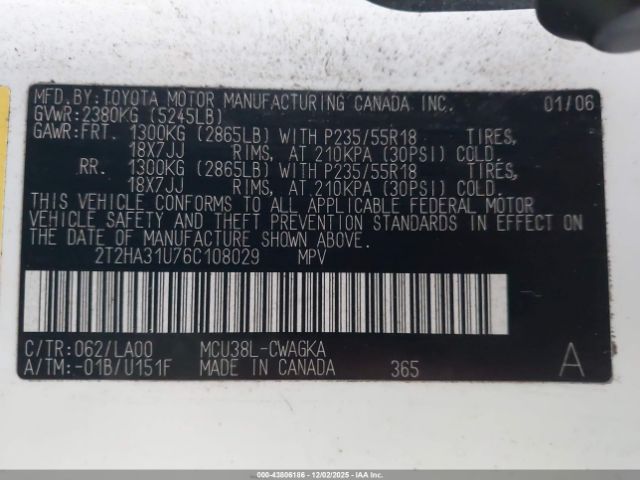 MFD.BY:TOYOTA MOTOR MANUFACTURING CANADA INC. 01/06
GVWR:2380KG (5245LB)
GAWR:FRT. 1300KG (2865LB) WITH P235/55R18 TIRES,
18X7JJ RIMS, AT 210KPA (30PSI) COLD.
RR. 1300KG (2865LB) WITH P235/55R18 TIRES,
18X7JJ RIMS, AT 210KPA (30PSI) COLD.
THIS VEHICLE CONFORMS TO ALL APPLICABLE FEDERAL MOTOR
VEHICLE SAFETY AND THEFT PREVENTION STANDARDS IN EFFECT ON
THE DATE OF MANUFACTURE SHOWN ABOVE.
2T2HA31U76C108029 MPV
C/TR:062/LA00 MCU38L-CWAGKA
A/TM:-01B/U151F MADE IN CANADA 365 A
000-43806186 - 12/02/2025 - IAAI.CA